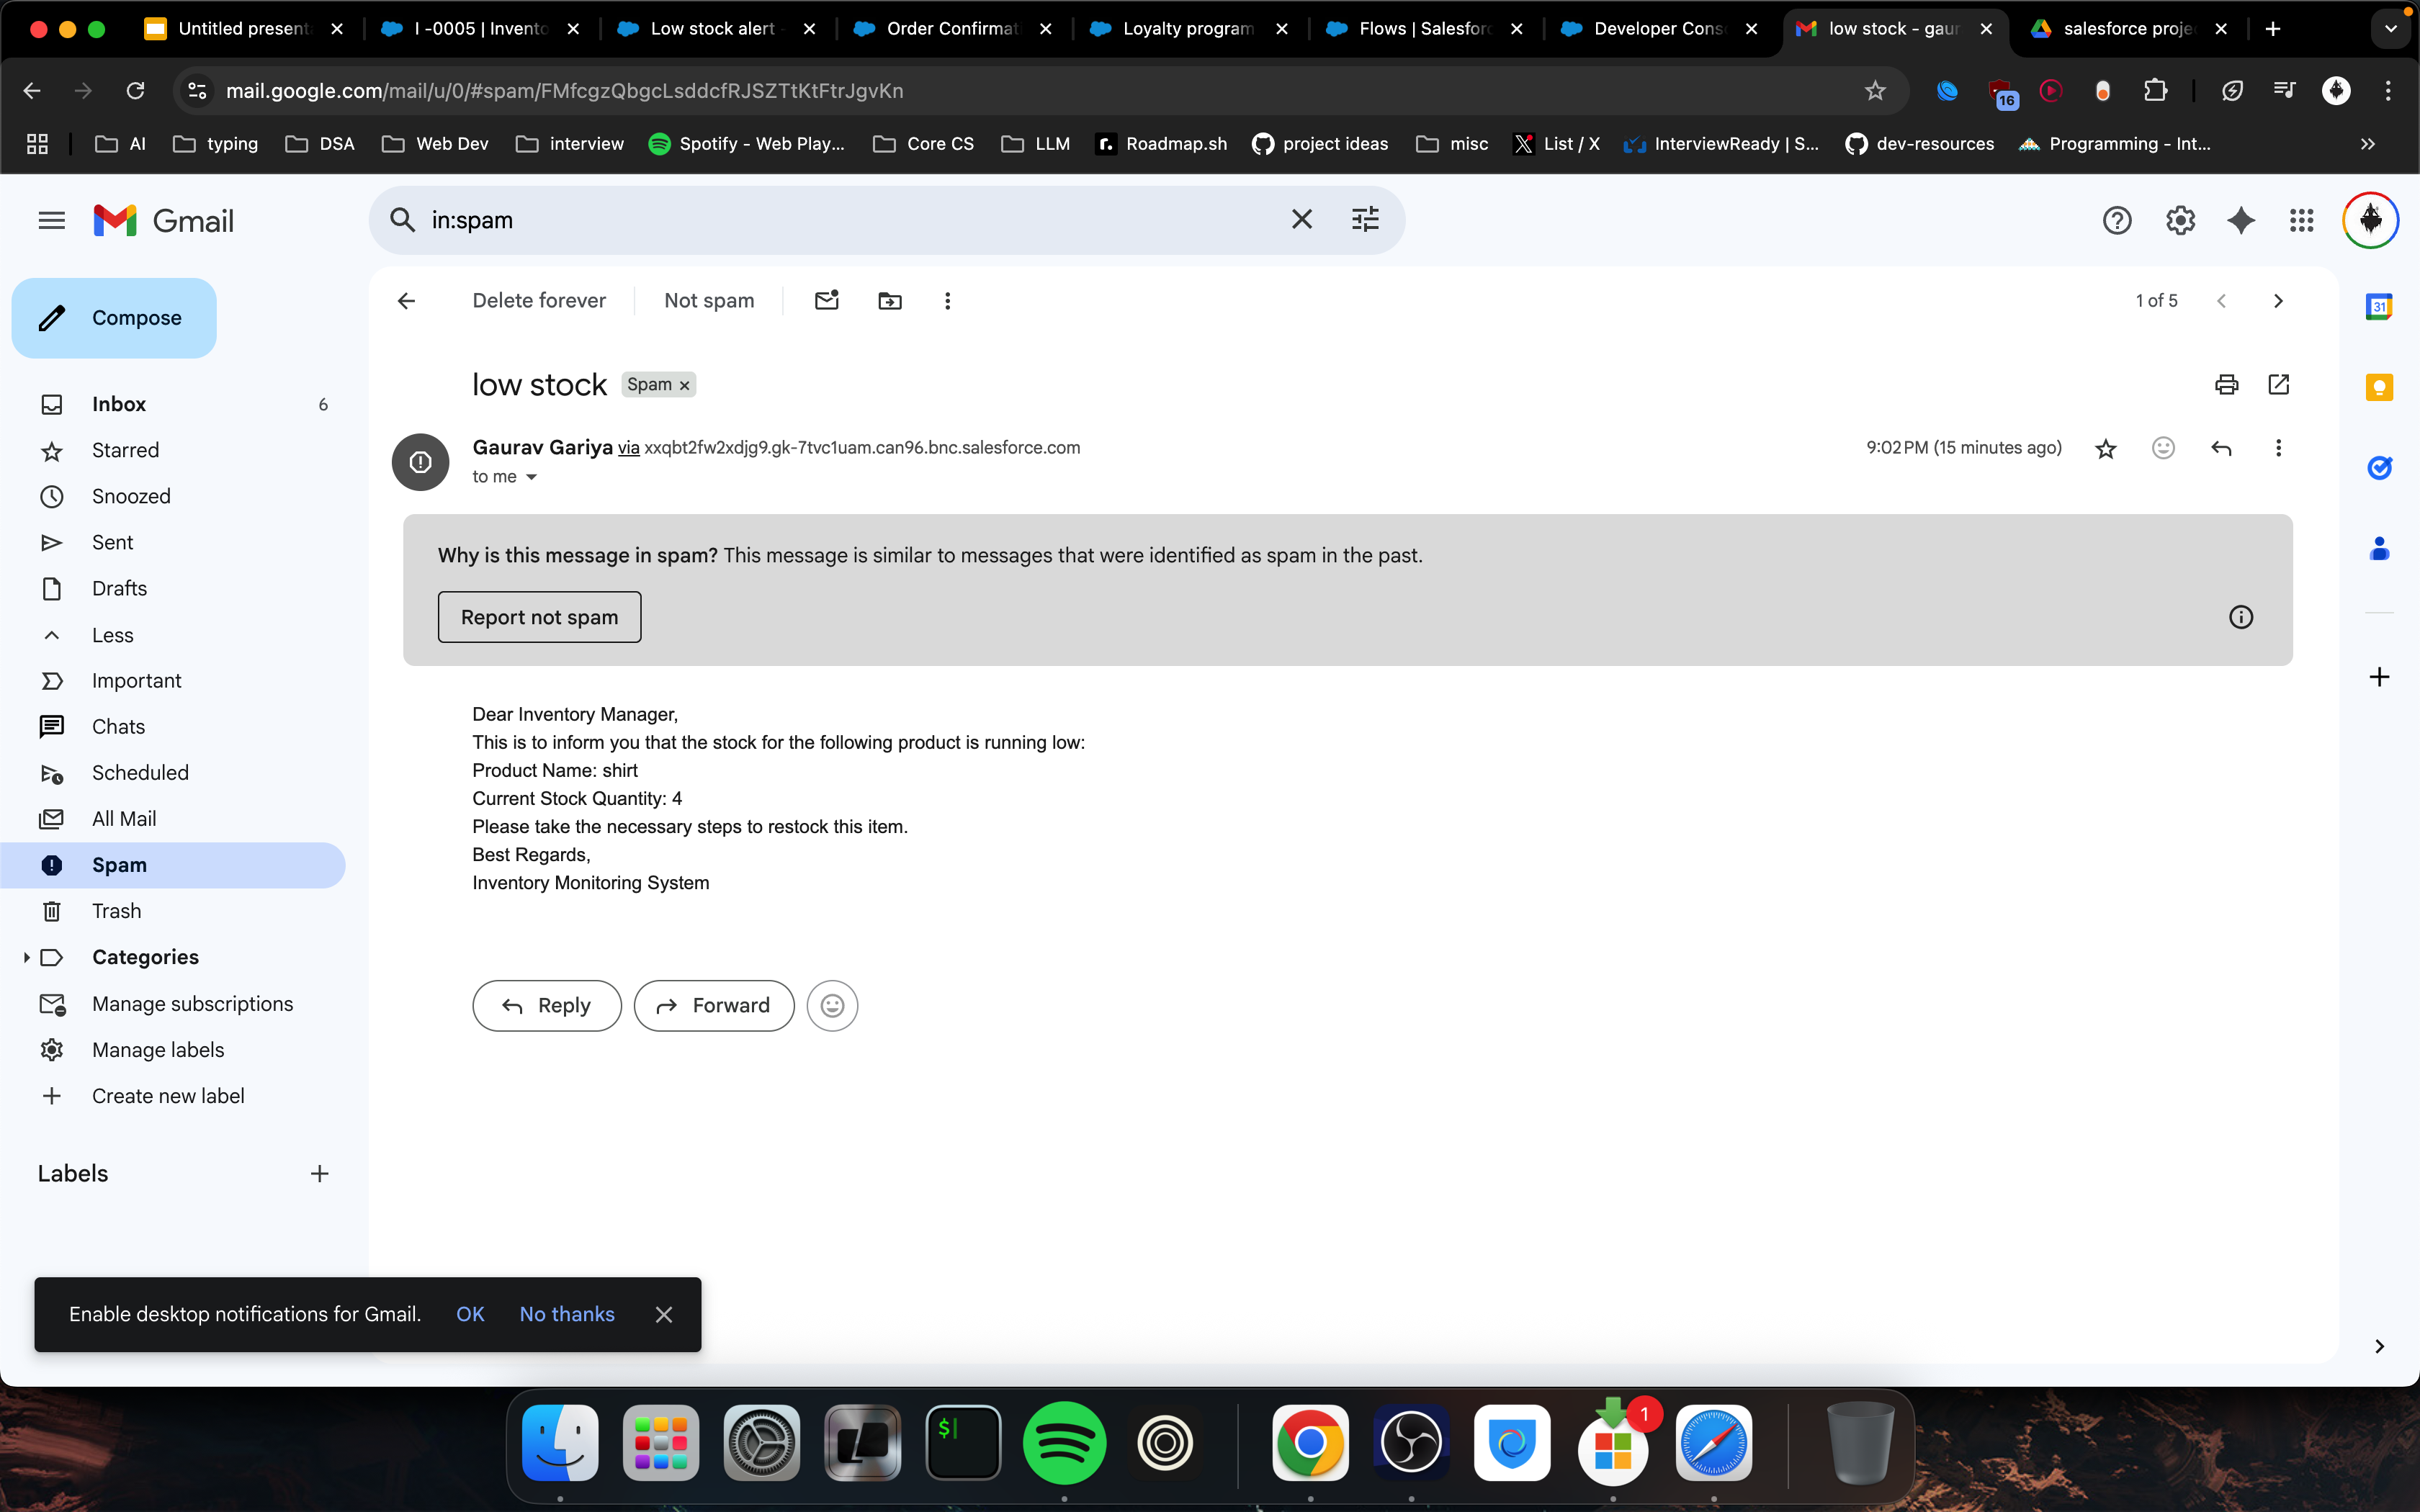 Untitled present
I -0005 | Invento
Low stock alert -
Order Confirmat
Loyalty program
Flows | Salesforc
Developer Cons
low stock - gaur
salesforce proje
mail.google.com/mail/u/0/#spam/FMfcgzQbgcLsddcfRJSZTtKtFtrJgvKn
16
AI
typing
DSA
Web Dev
interview
Spotify - Web Play...
Core CS
LLM
r.
Roadmap.sh
project ideas
misc
List / X
InterviewReady | S...
dev-resources
Programming - Int...
Gmail
in:spam
Compose
Delete forever
Not spam
1 of 5
31
low stock
Spam
Inbox
6
Starred
Snoozed
Sent
Drafts
Less
Important
Chats
Scheduled
All Mail
Spam
Trash
Categories
Manage subscriptions
Manage labels
Create new label
Labels
Gaurav Gariya via xxqbt2fw2xdjg9.gk-7tvc1uam.can96.bnc.salesforce.com
9:02 PM (15 minutes ago)
to me
Why is this message in spam? This message is similar to messages that were identified as spam in the past.
Report not spam
Dear Inventory Manager,
This is to inform you that the stock for the following product is running low:
Product Name: shirt
Current Stock Quantity: 4
Please take the necessary steps to restock this item.
Best Regards,
Inventory Monitoring System
Reply
Forward
Enable desktop notifications for Gmail.
OK
No thanks
$
1